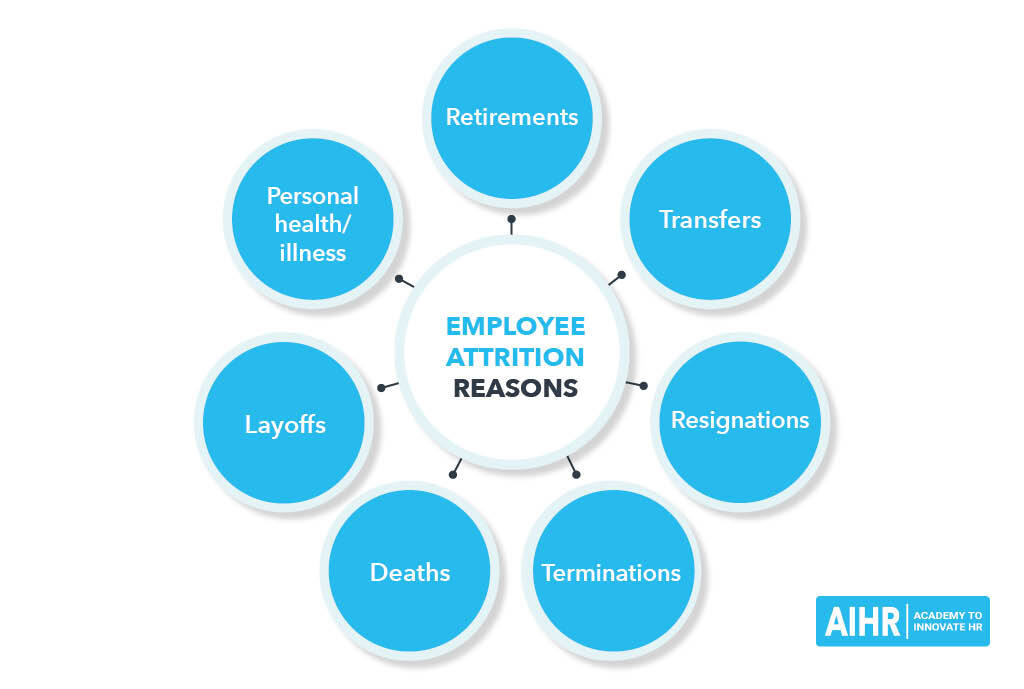 Retirements
Transfers
Resignations
Terminations
Deaths
Layoffs
Personal
health/
illness
EMPLOYEE
ATTRITION
REASONS
AIHR
ACADEMY TO
INNOVATE HR